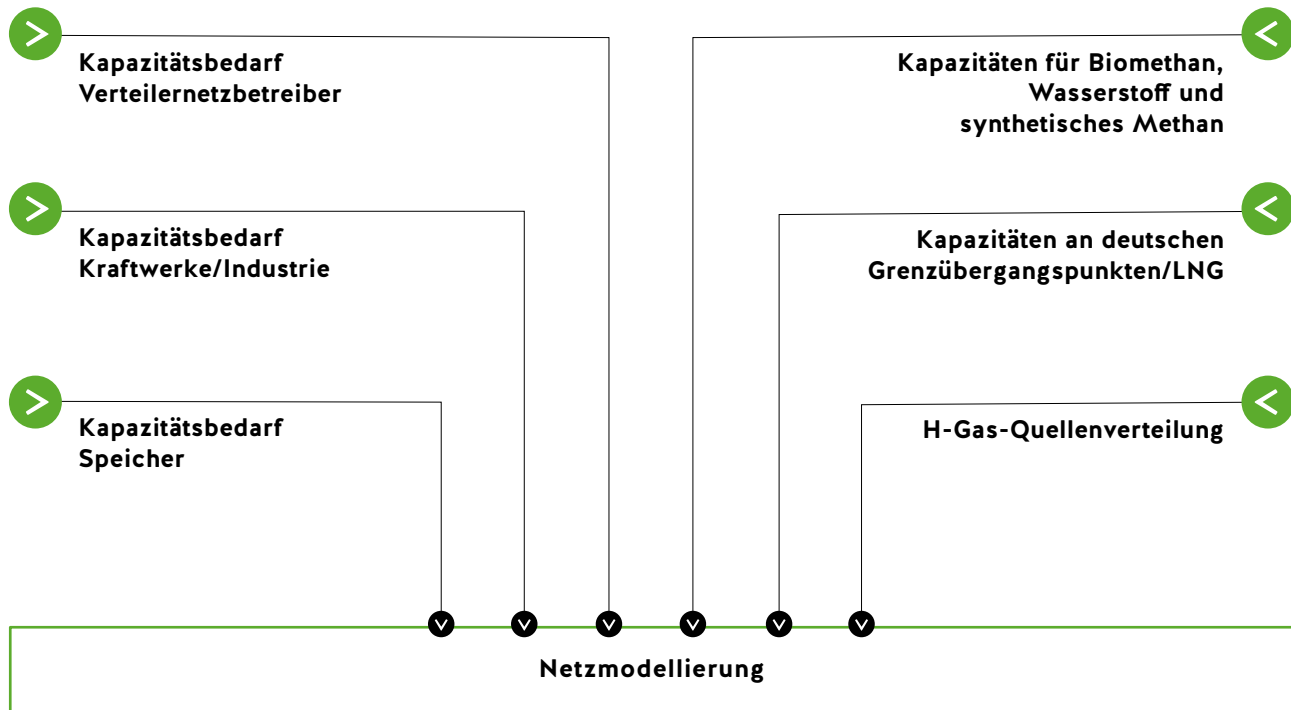 Kapazitätsbedarf
Verteilernetzbetreiber
Kapazitäten für Biomethan,
Wasserstoff und
synthetisches Methan
Kapazitätsbedarf
Kraftwerke/Industrie
Kapazitäten an deutschen
Grenzübergangspunkten/LNG
Kapazitätsbedarf
Speicher
H-Gas-Quellenverteilung
Netzmodellierung